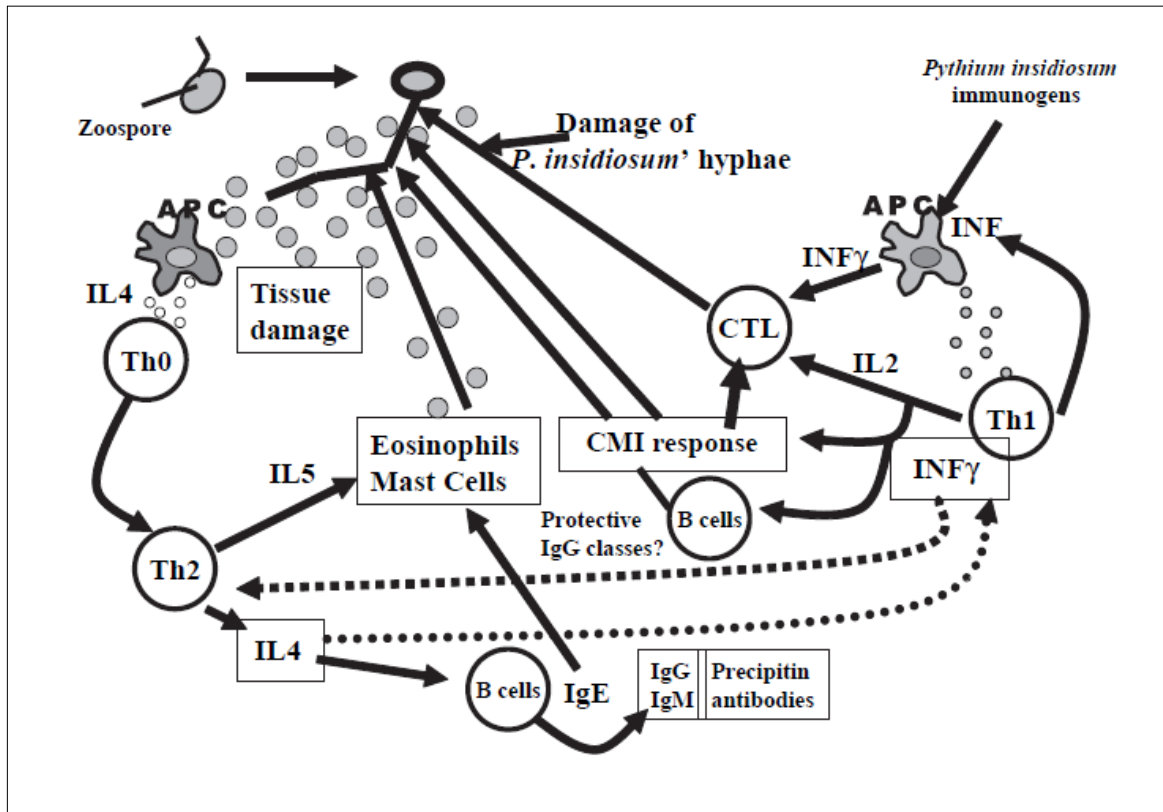 Zoospore
Pythium insidiosum
immunogens
Damage of
P. insidiosum’ hyphae
APC
APC
INF
INFγ
IL4
Tissue
damage
CTL
Th0
IL2
Th1
Eosinophils
Mast Cells
CMI response
INFγ
IL5
B cells
Protective
IgG classes?
Th2
IL4
B cells
IgE
IgG
IgM
Precipitin
antibodies